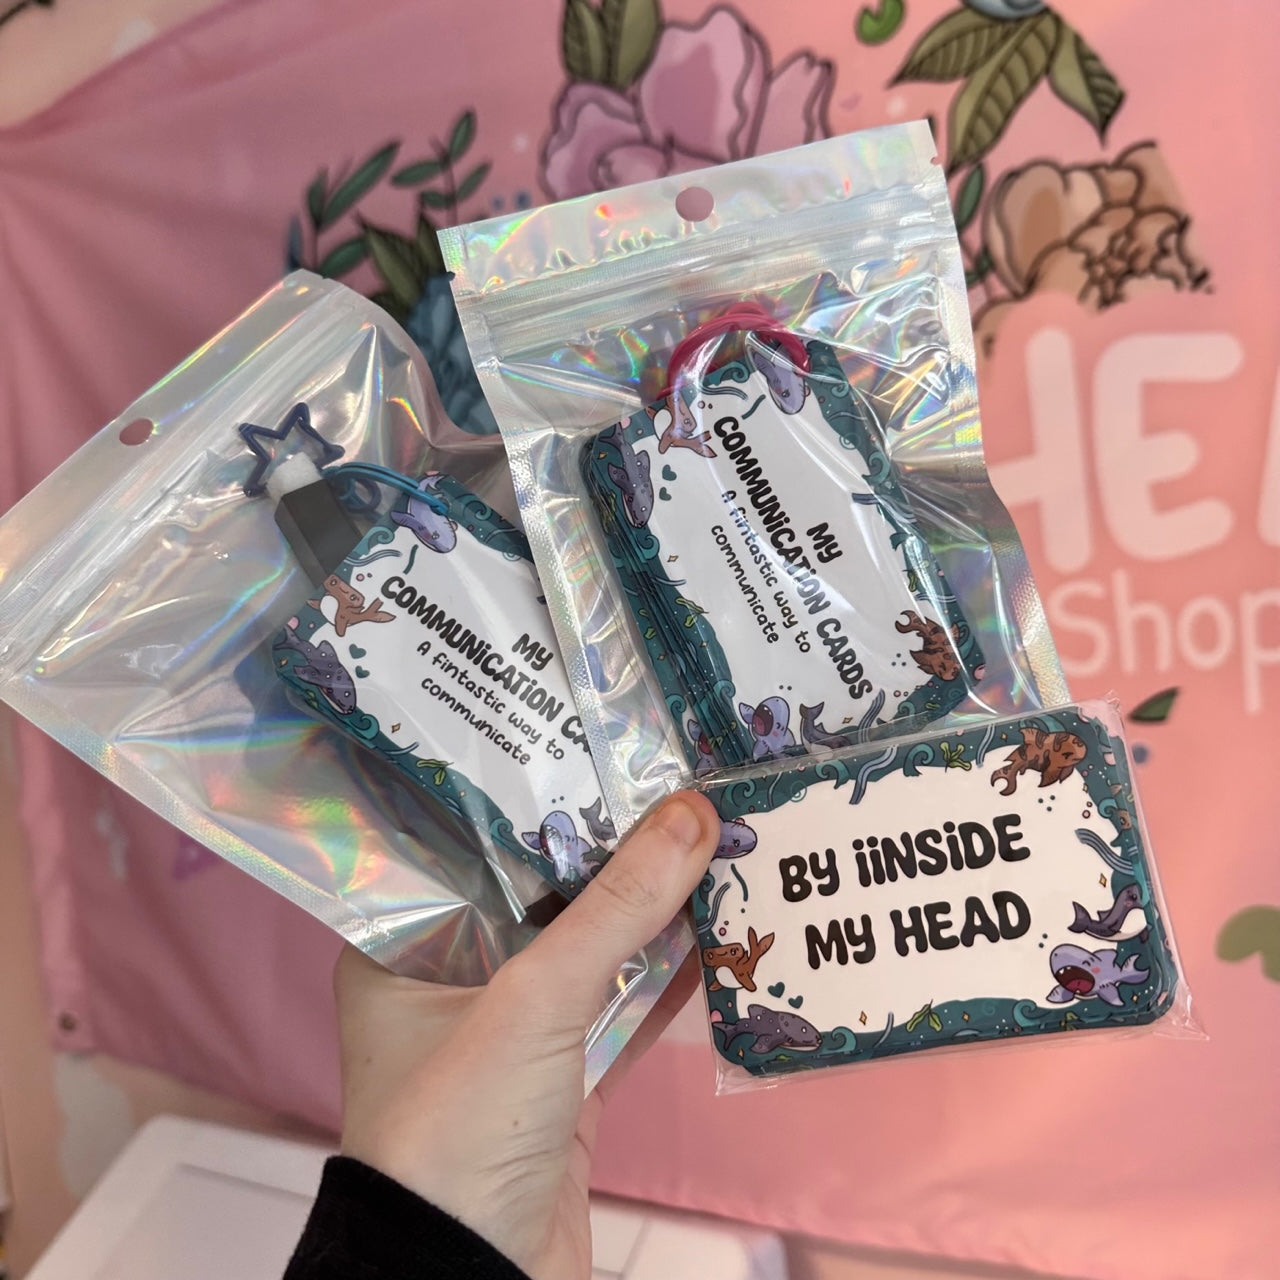 MY
COMMUNiCATiON CA
A fintastic way to
communicate
MY
COMMUNiCATiON CARDS
A fintastic way to
communicate
BY iiNSiDE
MY HEAD
HEA
Shop